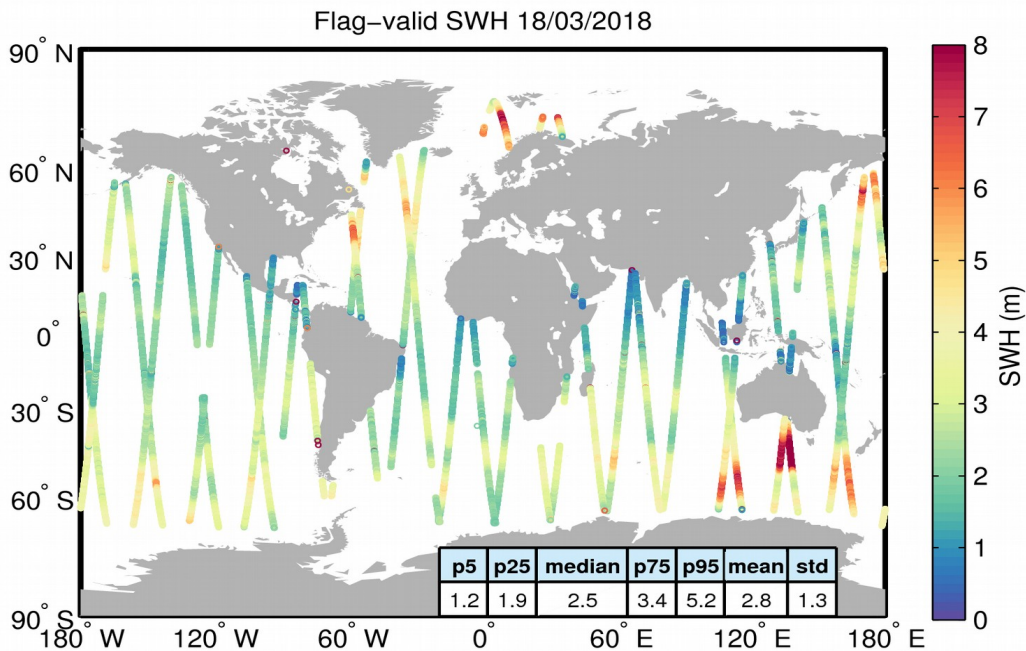 Flag−valid SWH 18/03/2018
90° N
60° N
30° N
0°
30° S
60° S
90° S
180° W
120° W
60° W
0°
60° E
120° E
180° E
p5 p25 median p75 p95 mean std
1.2 1.9 2.5 3.4 5.2 2.8 1.3
8
7
6
5
4
3
2
1
0
SWH (m)